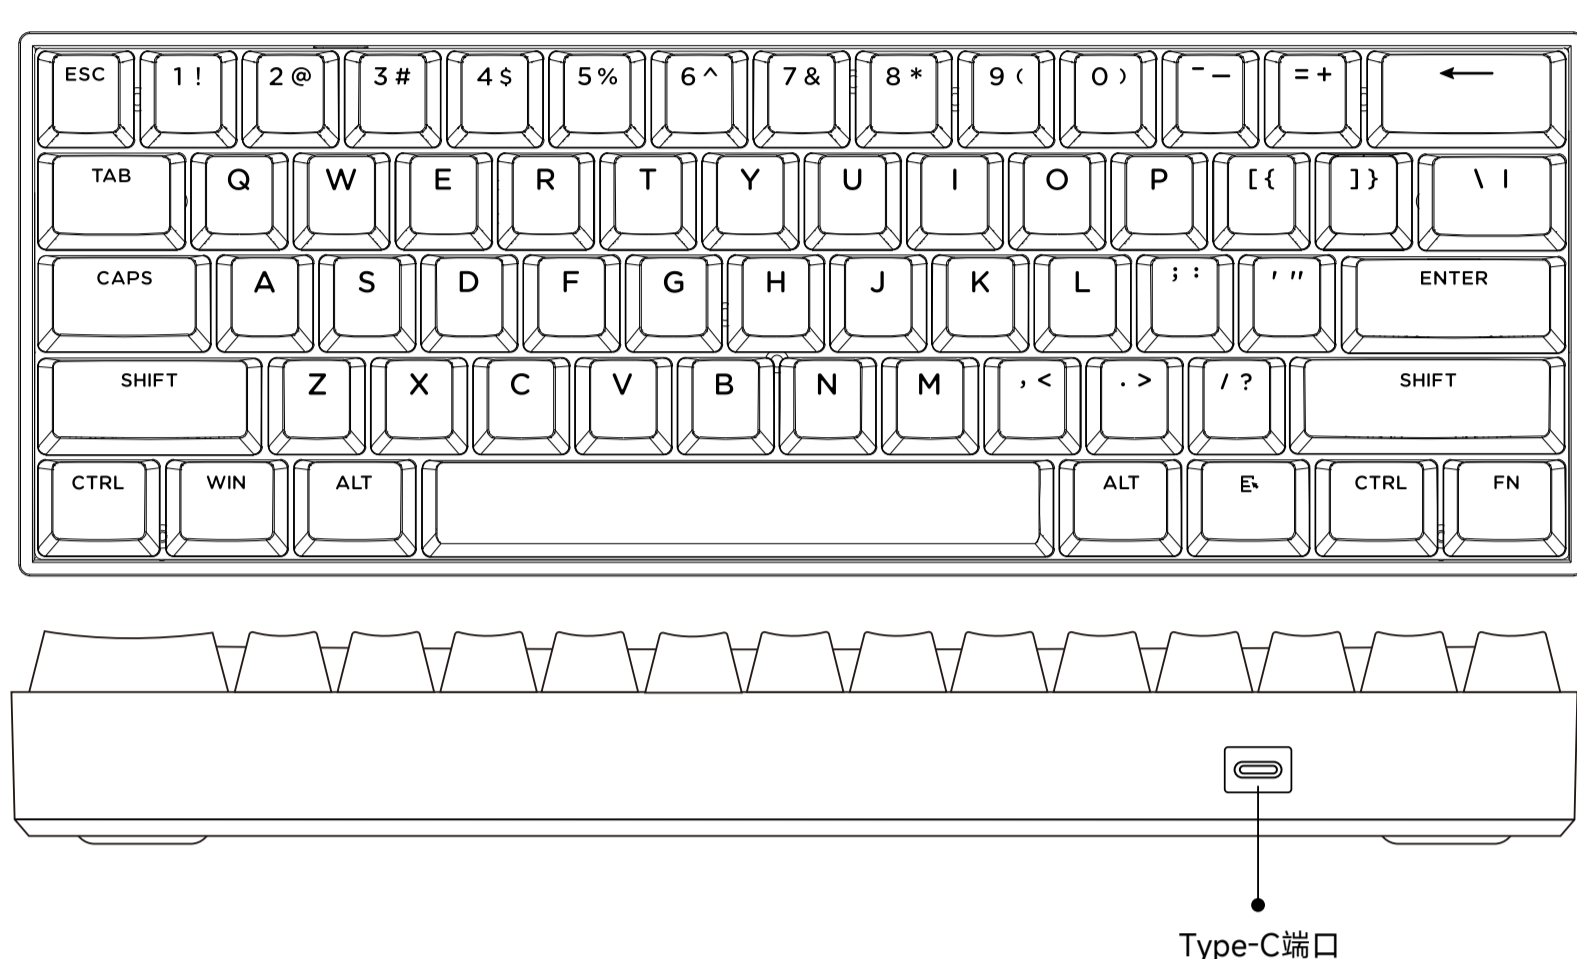 ESC 1 ! 2 @ 3 # 4 $ 5 % 6 ^ 7 & 8 * 9 ( 0 ) - _ = + ←
TAB Q W E R T Y U I O P [ { ] } \ |
CAPS A S D F G H J K L ; : ' " ENTER
SHIFT Z X C V B N M , < . > / ? SHIFT
CTRL WIN ALT ALT CTRL FN
Type-C端口